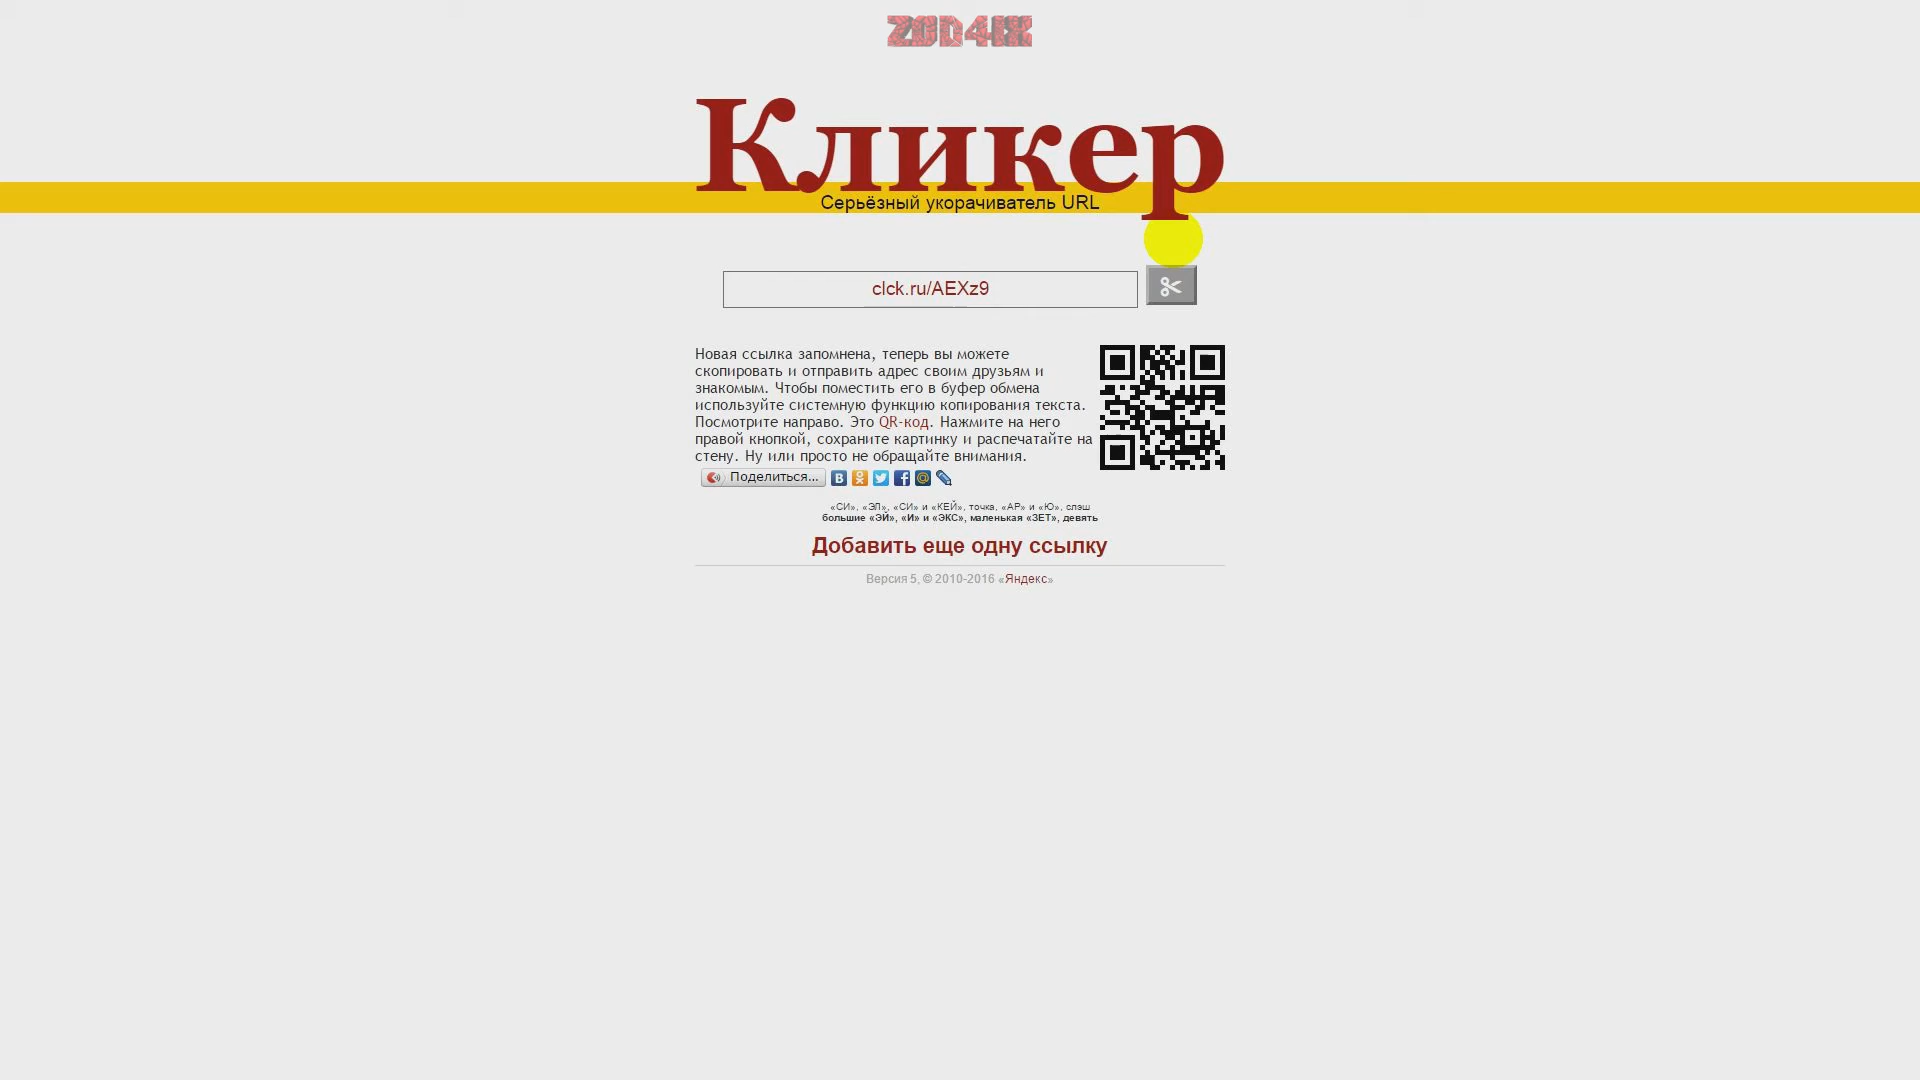 ZOD4IK
Кликер
Серьёзный укорачиватель URL
clck.ru/AEXz9
Новая ссылка запомнена, теперь вы можете
скопировать и отправить адрес своим друзьям и
знакомым. Чтобы поместить его в буфер обмена
используйте системную функцию копирования текста.
Посмотрите направо. Это QR-код. Нажмите на него
правой кнопкой, сохраните картинку и распечатайте на
стену. Ну или просто не обращайте внимания.
Поделиться…
«СИ», «ЭЛ», «СИ» и «КЕЙ», точка, «АР» и «Ю», слэш
большие «ЭЙ», «И» и «ЭКС», маленькая «ЗЕТ», девять
Добавить еще одну ссылку
Версия 5, © 2010-2016 «Яндекс»